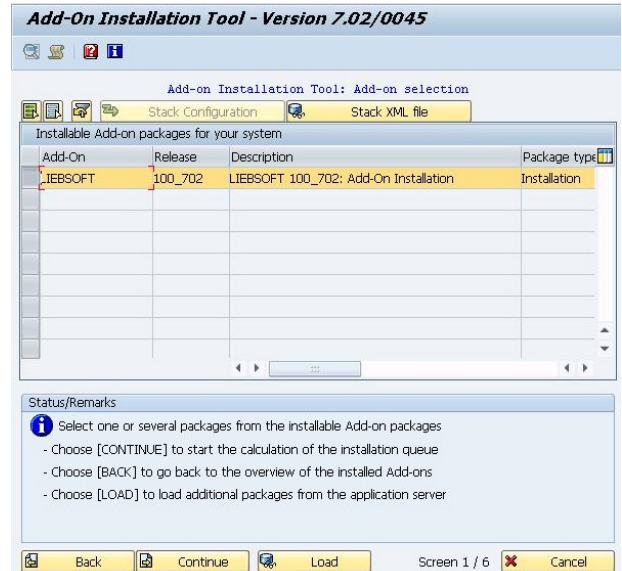 Add-On Installation Tool - Version 7.02/0045
Add-on Installation Tool: Add-on selection
Stack Configuration Stack XML file
Installable Add-on packages for your system
Add-On Release Description Package type
LIEBSOFT 100_702 LIEBSOFT 100_702: Add-On Installation Installation
Status/Remarks
Select one or several packages from the installable Add-on packages
- Choose [CONTINUE] to start the calculation of the installation queue
- Choose [BACK] to go back to the overview of the installed Add-ons
- Choose [LOAD] to load additional packages from the application server
Back Continue Load Screen 1 / 6 Cancel